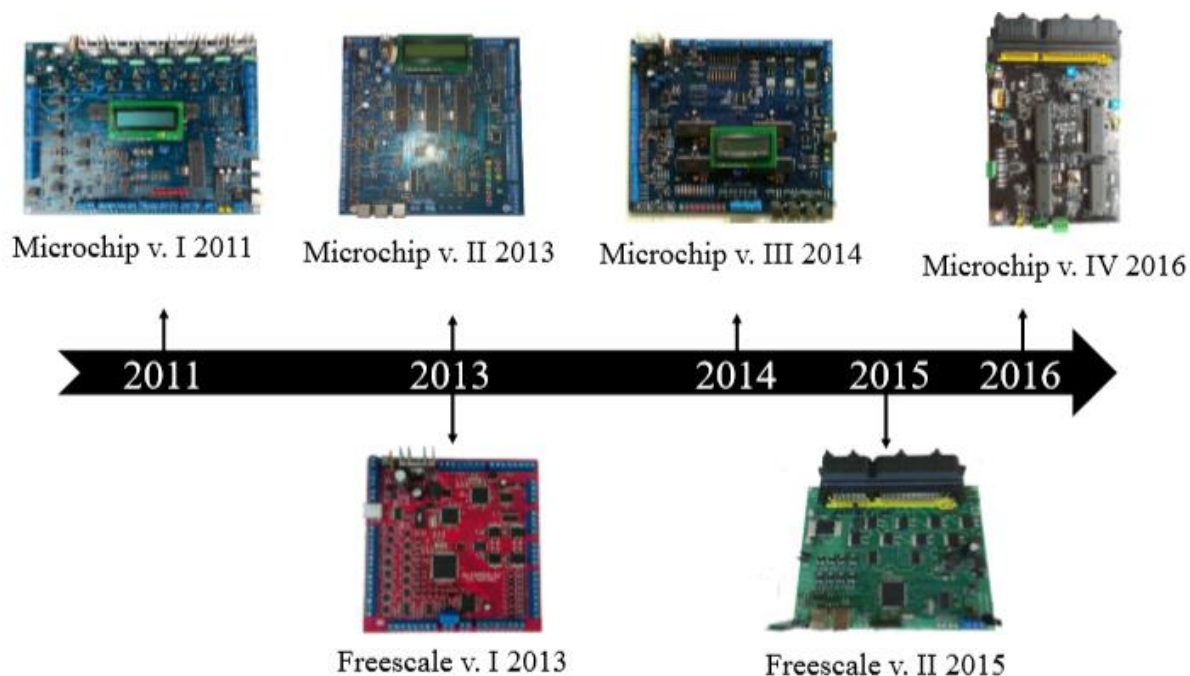 Microchip v. I 2011
Microchip v. II 2013
Microchip v. III 2014
Microchip v. IV 2016
2011
2013
2014
2015
2016
Freescale v. I 2013
Freescale v. II 2015